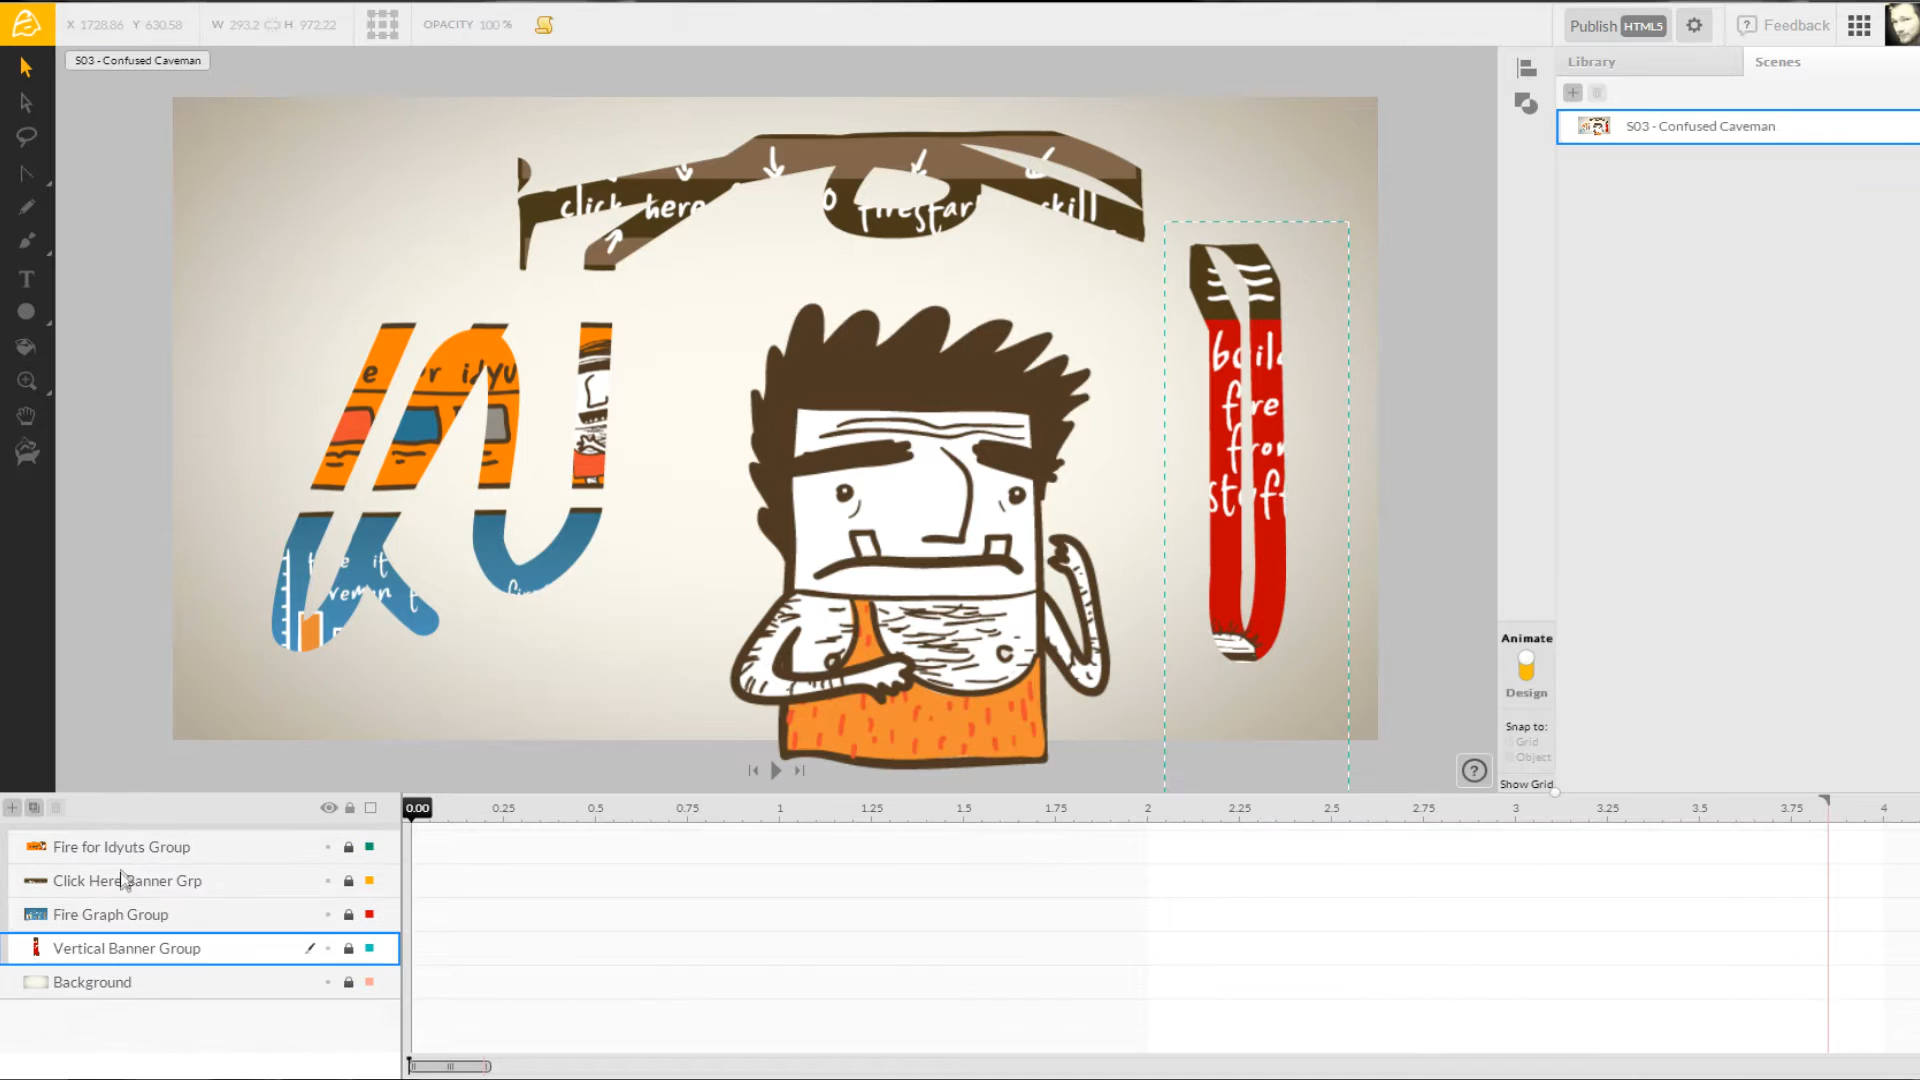 X 1728.86 Y 630.58 W 293.2 H 972.22 OPACITY 100 % Publish HTML5 Feedback
S03 - Confused Caveman
Library Scenes
S03 - Confused Caveman
click here
boil
fire
from
stuff
Animate
Design
Snap to:
Grid
Object
Show Grid
0.00 0.25 0.5 0.75 1 1.25 1.5 1.75 2 2.25 2.5 2.75 3 3.25 3.5 3.75 4
Fire for Idyuts Group
Click Here Banner Grp
Fire Graph Group
Vertical Banner Group
Background